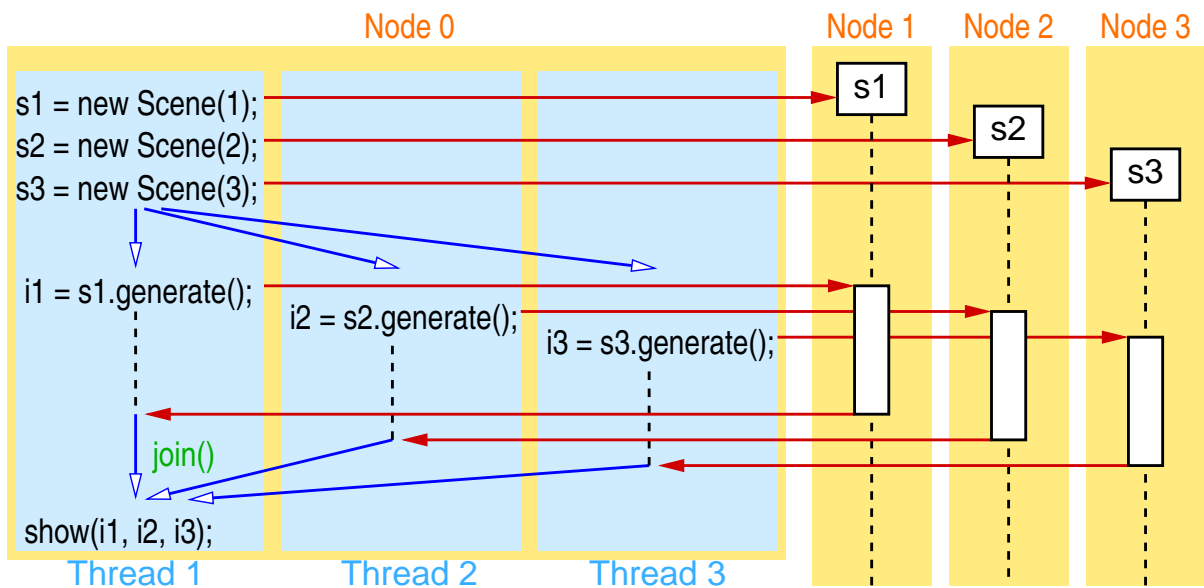 Node 0
Node 1
Node 2
Node 3
s1 = new Scene(1);
s1
s2 = new Scene(2);
s2
s3 = new Scene(3);
s3
i1 = s1.generate();
i2 = s2.generate();
i3 = s3.generate();
join()
show(i1, i2, i3);
Thread 1
Thread 2
Thread 3